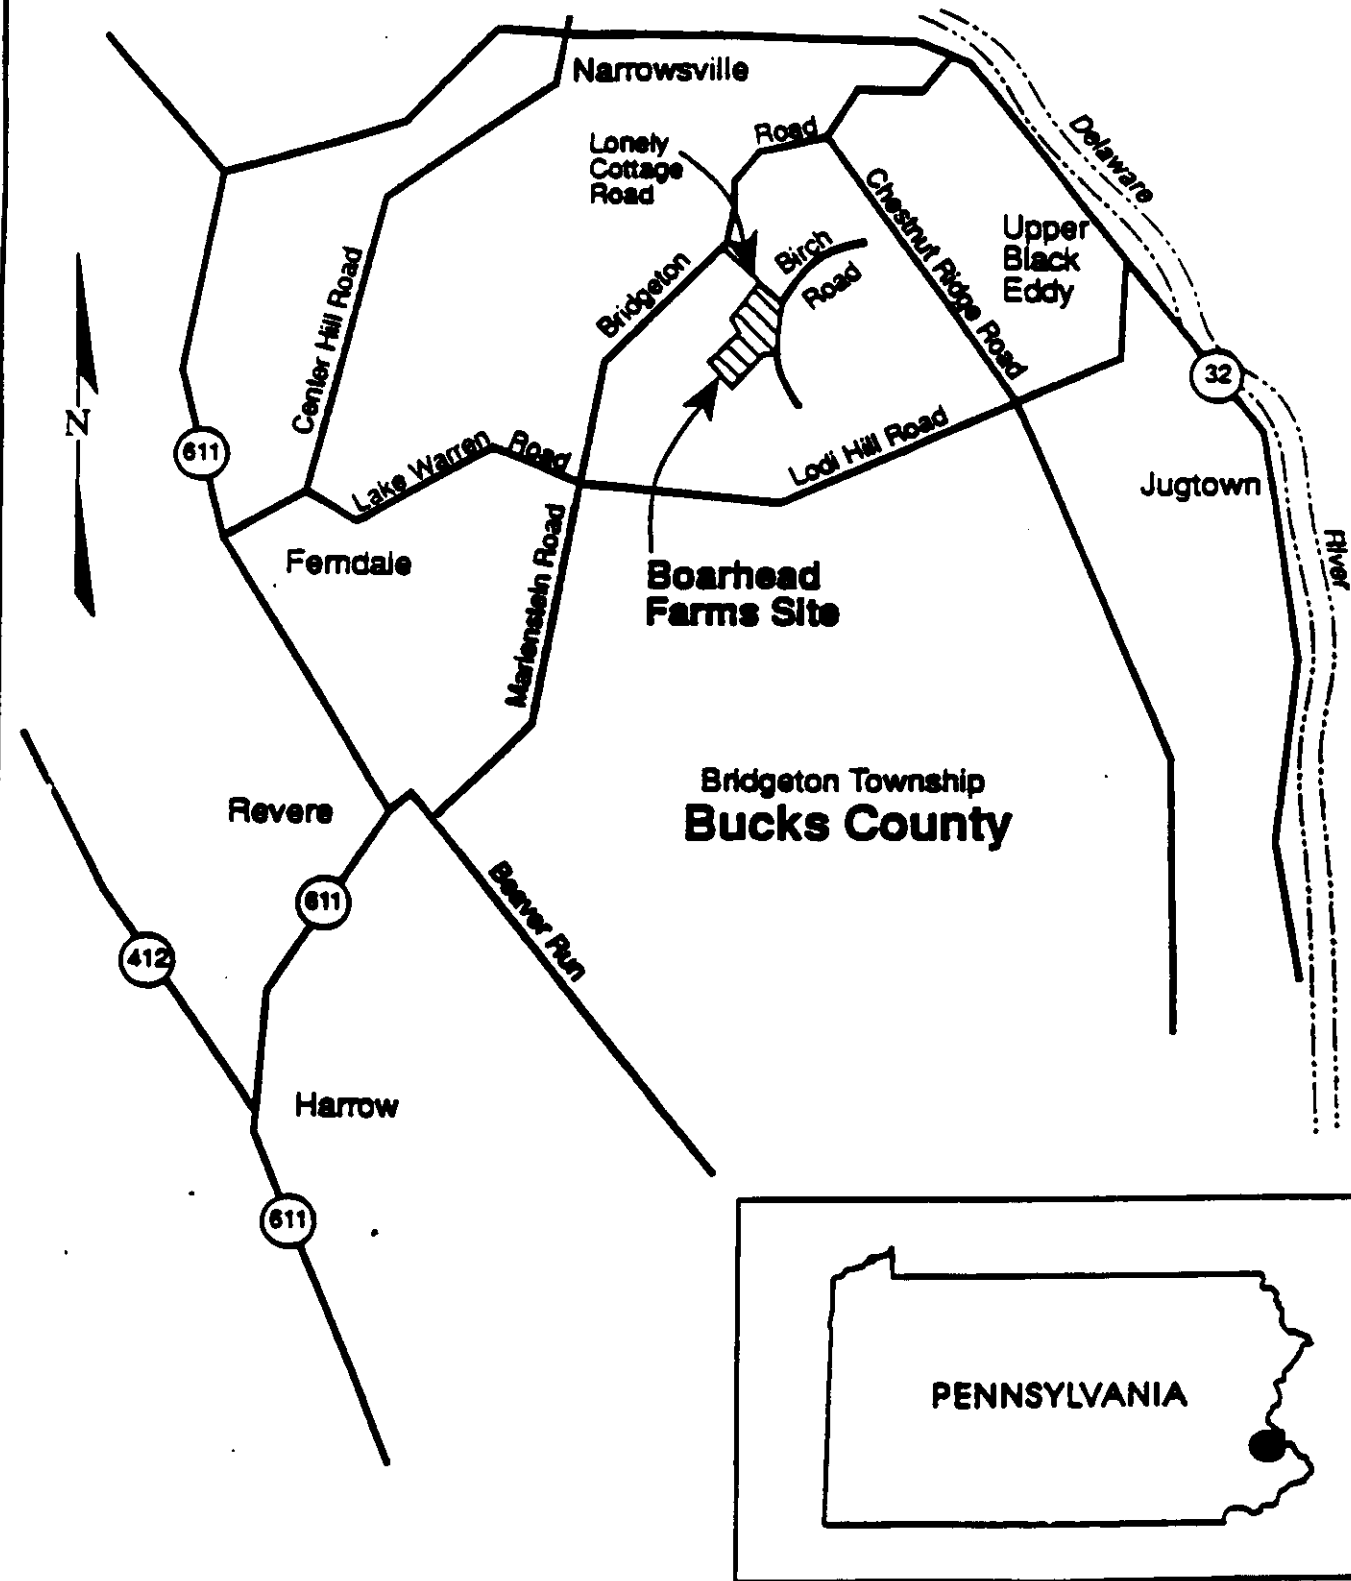 Narrowsville
Lonely
Cottage
Road
Road
Delaware
Chestnut Ridge Road
Upper
Black
Eddy
Birch
Road
Bridgeton
Center Hill Road
N
32
611
Lake Warren Road
Lodi Hill Road
Jugtown
Ferndale
Marienstein Road
River
Boarhead
Farms Site
Bridgeton Township
Bucks County
Revere
611
Beaver Run
412
Harrow
611
PENNSYLVANIA